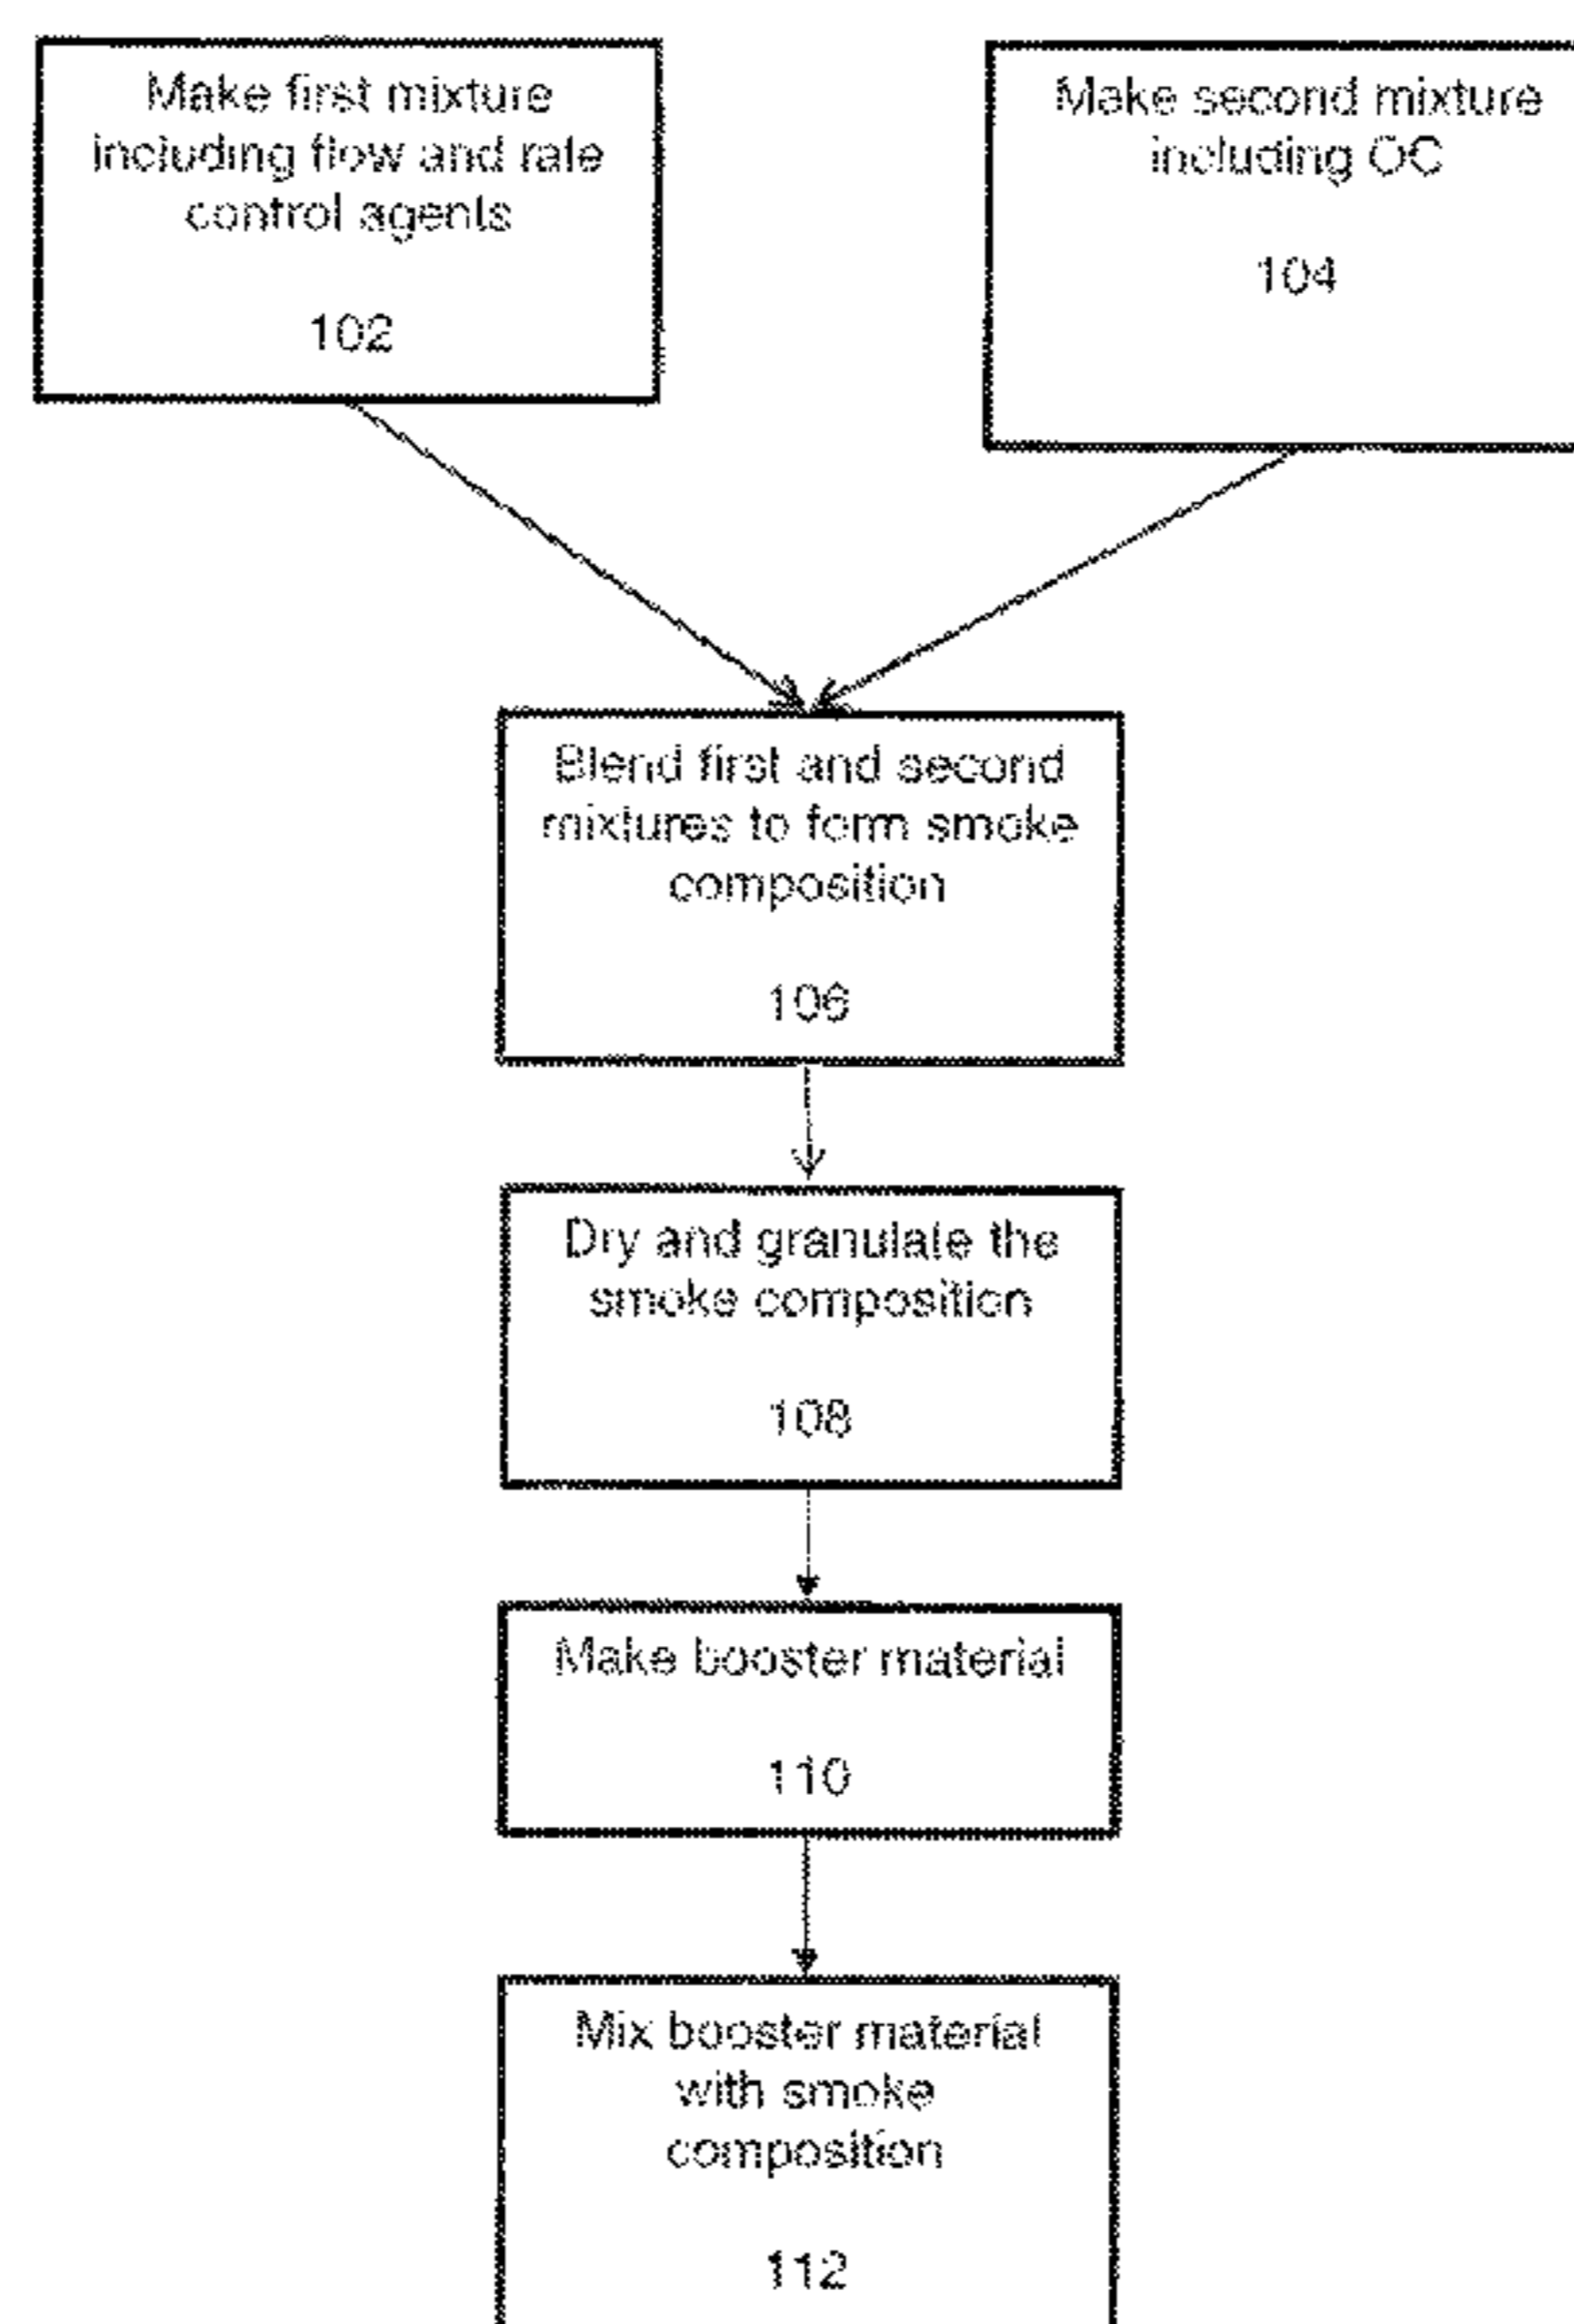 Make first mixture
including flow and rate
control agents
102
Make second mixture
including OC
104
Blend first and second
mixtures to form smoke
composition
106
Dry and granulate the
smoke composition
108
Make booster material
110
Mix booster material
with smoke
composition
112